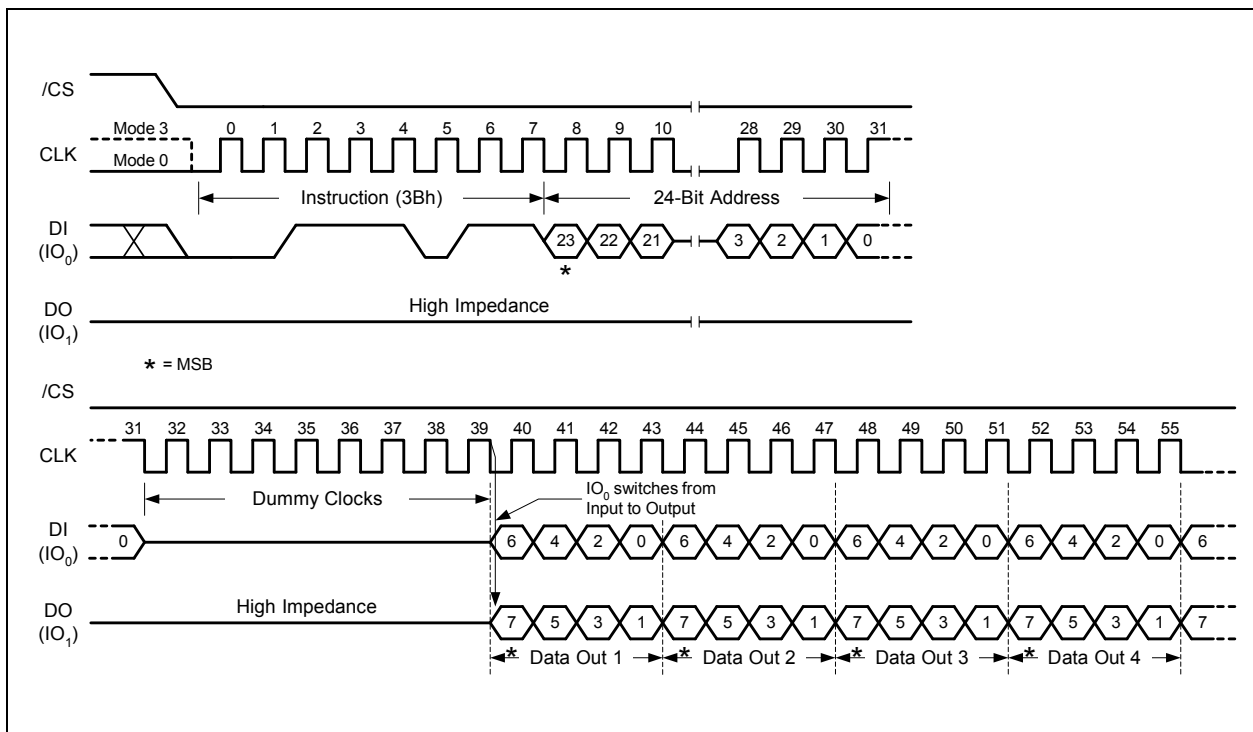 /CS
Mode 3 0 1 2 3 4 5 6 7 8 9 10 28 29 30 31
CLK
Mode 0
Instruction (3Bh) 24-Bit Address
DI
(IO0)
23 22 21 3 2 1 0
*
High Impedance
DO
(IO1)
* = MSB
/CS
31 32 33 34 35 36 37 38 39 40 41 42 43 44 45 46 47 48 49 50 51 52 53 54 55
CLK
Dummy Clocks
IO0 switches from
Input to Output
DI
(IO0)
0 6 4 2 0 6 4 2 0 6 4 2 0 6 4 2 0 6
High Impedance
DO
(IO1)
7 5 3 1 7 5 3 1 7 5 3 1 7 5 3 1 7
* Data Out 1 * Data Out 2 * Data Out 3 * Data Out 4